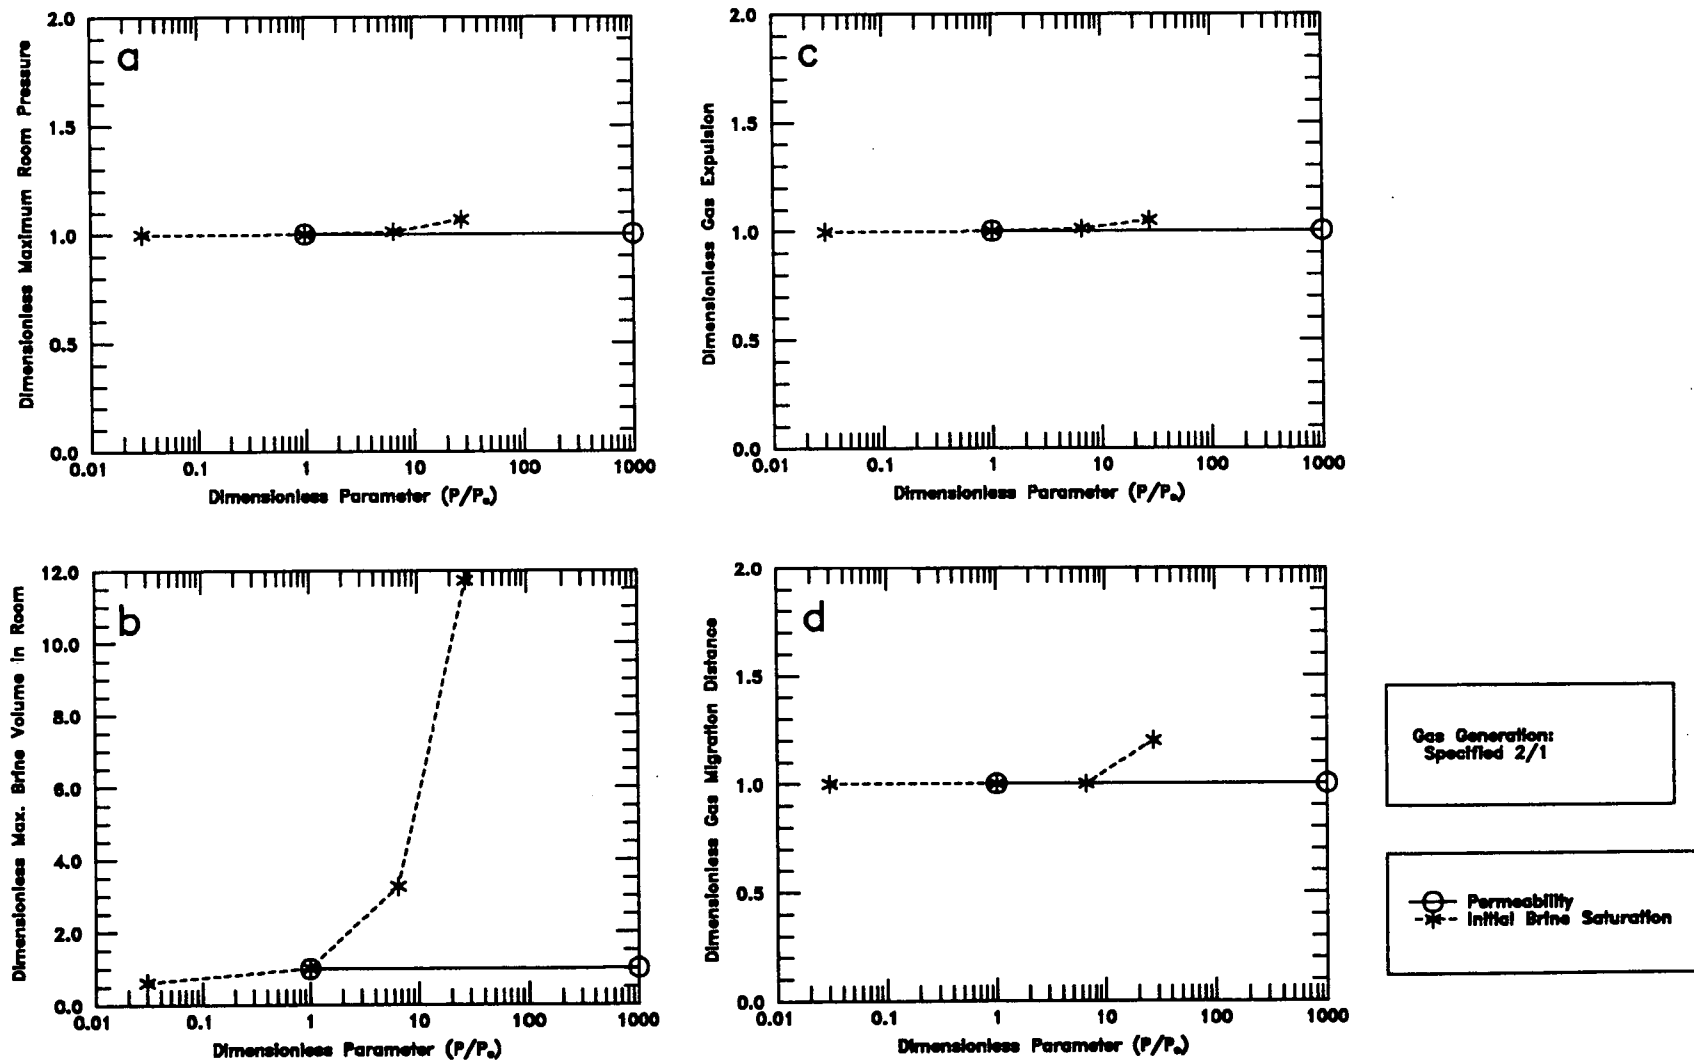 a
Dimensionless Maximum Room Pressure
2.0
1.5
1.0
0.5
0.0
0.01 0.1 1 10 100 1000
Dimensionless Parameter (P/Pₒ)
c
Dimensionless Gas Expulsion
2.0
1.5
1.0
0.5
0.0
0.01 0.1 1 10 100 1000
Dimensionless Parameter (P/Pₒ)
b
Dimensionless Max. Brine Volume in Room
12.0
10.0
8.0
6.0
4.0
2.0
0.0
0.01 0.1 1 10 100 1000
Dimensionless Parameter (P/Pₒ)
d
Dimensionless Gas Migration Distance
2.0
1.5
1.0
0.5
0.0
0.01 0.1 1 10 100 1000
Dimensionless Parameter (P/Pₒ)
Gas Generation:
Specified 2/1
Permeability
Initial Brine Saturation